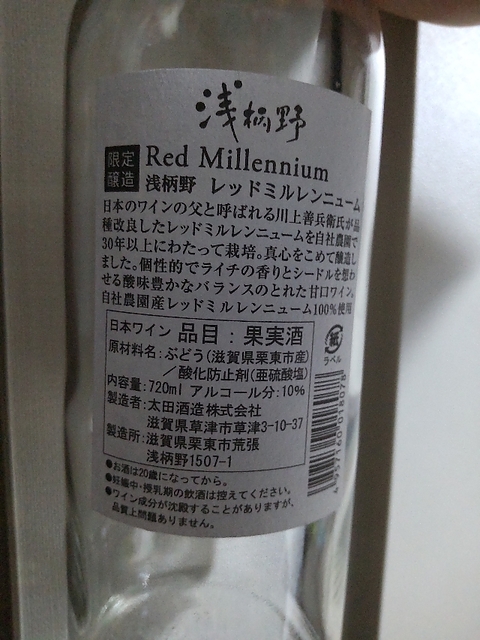 浅柄野
限定
醸造
Red Millennium
浅柄野 レッドミルレンニューム
日本のワインの父と呼ばれる川上善兵衛氏が品
種改良したレッドミルレンニュームを自社農園で
30年以上にわたって栽培。真心をこめて醸造し
ました。個性的でライチの香りとシードルを想わ
せる酸味豊かなバランスのとれた甘口ワイン。
自社農園産レッドミルレンニューム100%使用
日本ワイン 品目:果実酒
原材料名:ぶどう(滋賀県栗東市産)
/酸化防止剤(亜硫酸塩)
内容量:720ml アルコール分:10%
製造者:太田酒造株式会社
滋賀県草津市草津3-10-37
製造所:滋賀県栗東市荒張
浅柄野1507-1
紙
ラベル
4957160018078
●お酒は20歳になってから。
●妊娠中・授乳期の飲酒は控えてください。
●ワイン成分が沈殿することがありますが、
品質上問題ありません。